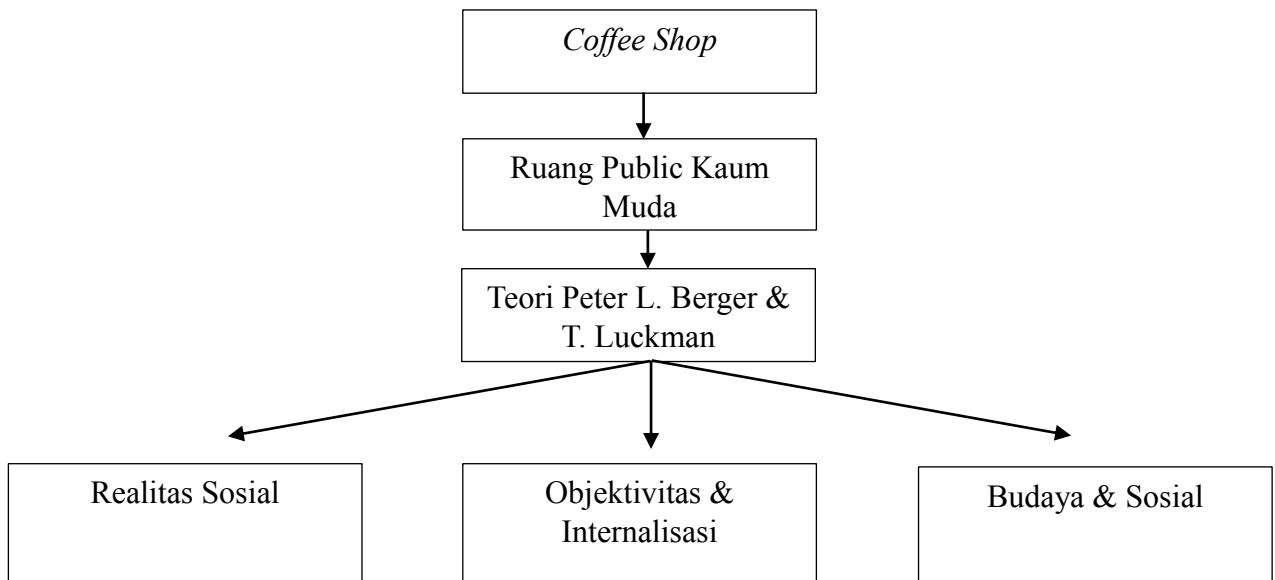 Coffee Shop
Ruang Public Kaum
Muda
Teori Peter L. Berger &
T. Luckman
Realitas Sosial
Objektivitas &
Internalisasi
Budaya & Sosial